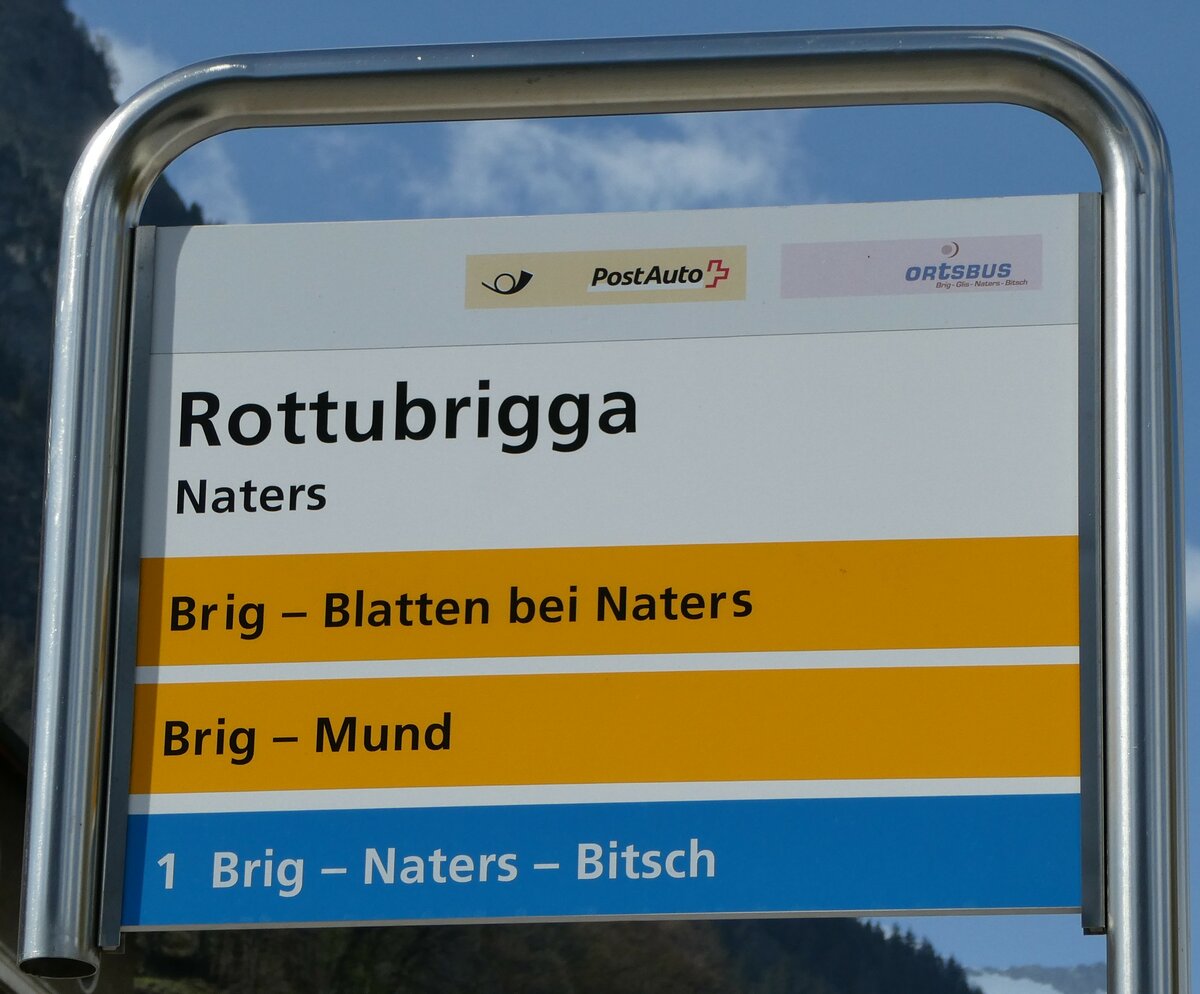 PostAuto
ORtSBUS
Brig - Glis - Naters - Bitsch
Rottubrigga
Naters
Brig – Blatten bei Naters
Brig – Mund
1 Brig – Naters – Bitsch